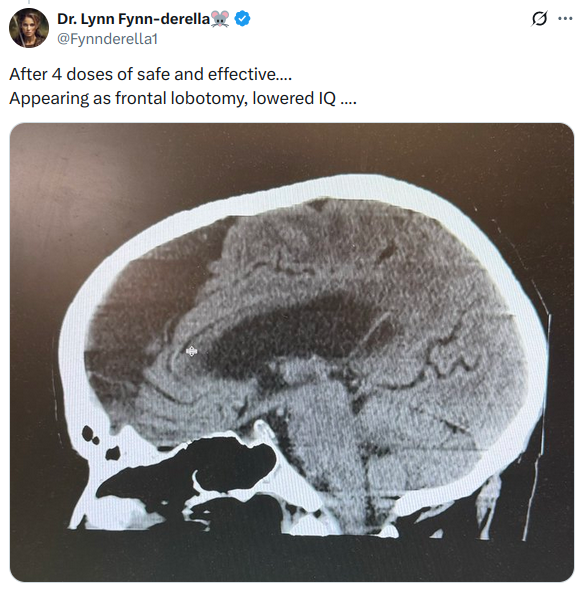 Dr. Lynn Fynn-derella🐭
@Fynnderella1
After 4 doses of safe and effective....
Appearing as frontal lobotomy, lowered IQ ....